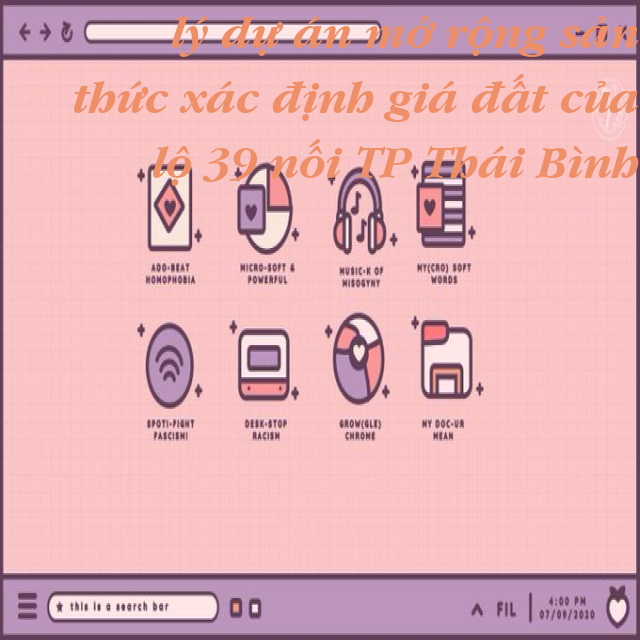 lý dự án mở rộng sân
thức xác định giá đất của
lộ 39 nối TP Thái Bình
ADO-BEAT
HOMOPHOBIA
MICRO-SOFT &
POWERFUL
MUSIC-K OF
MISOGYNY
MY(CRO) SOFT
WORDS
SPOTI-FIGHT
FASCISM!
DESK-STOP
RACISM
GROW(GLE)
CHROME
MY DOC-UR
MEAN
this is a search bar
FIL
4:00 PM
07/09/2020